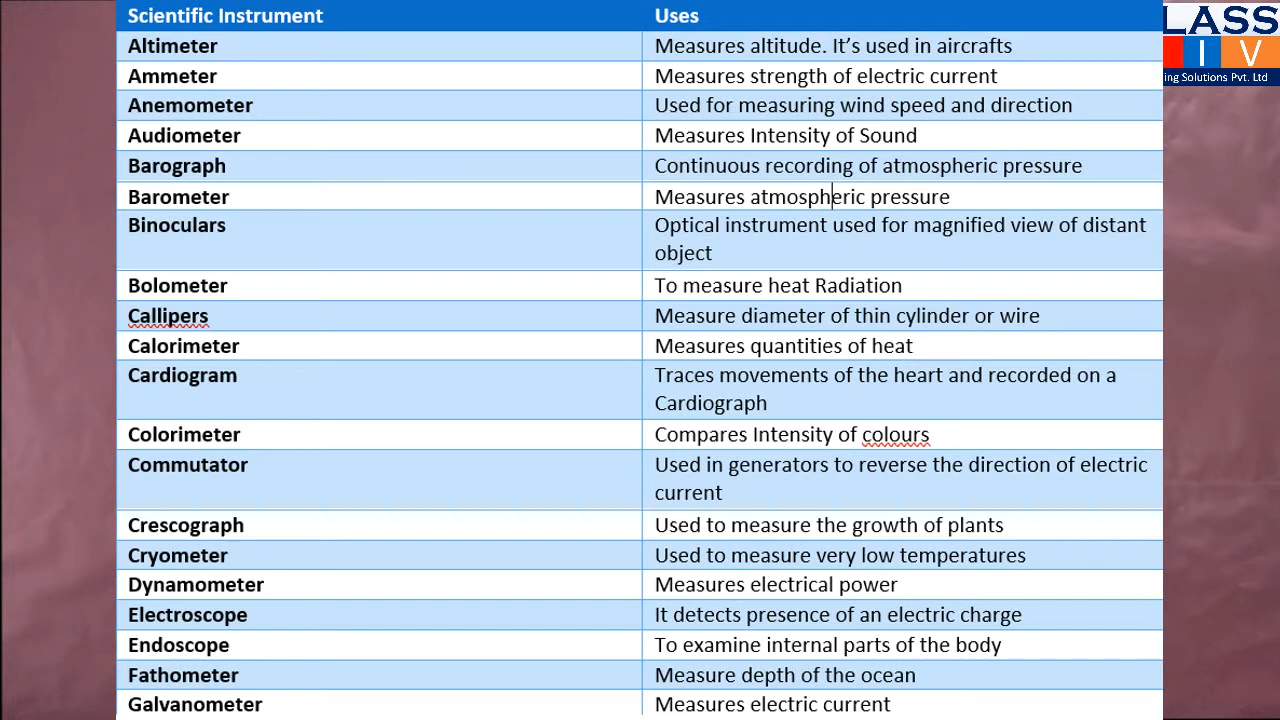 Scientific Instrument Uses
Altimeter Measures altitude. It’s used in aircrafts
Ammeter Measures strength of electric current
Anemometer Used for measuring wind speed and direction
Audiometer Measures Intensity of Sound
Barograph Continuous recording of atmospheric pressure
Barometer Measures atmospheric pressure
Binoculars Optical instrument used for magnified view of distant
object
Bolometer To measure heat Radiation
Callipers Measure diameter of thin cylinder or wire
Calorimeter Measures quantities of heat
Cardiogram Traces movements of the heart and recorded on a
Cardiograph
Colorimeter Compares Intensity of colours
Commutator Used in generators to reverse the direction of electric
current
Crescograph Used to measure the growth of plants
Cryometer Used to measure very low temperatures
Dynamometer Measures electrical power
Electroscope It detects presence of an electric charge
Endoscope To examine internal parts of the body
Fathometer Measure depth of the ocean
Galvanometer Measures electric current
LASS
I V
ing Solutions Pvt. Ltd